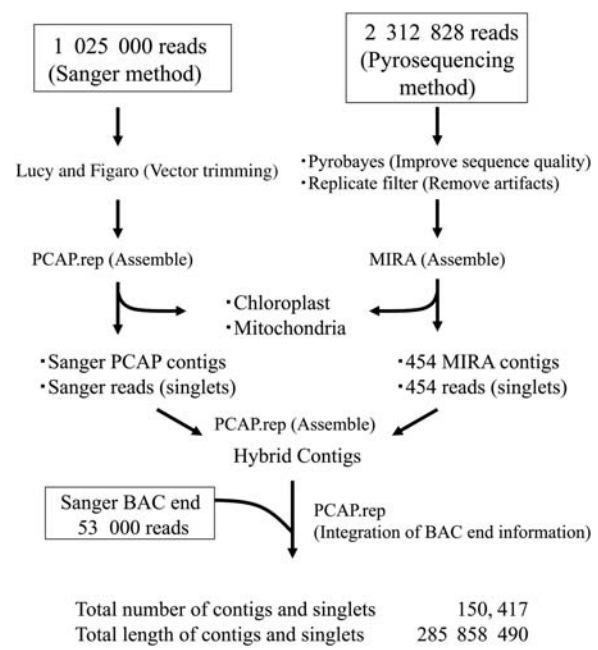 1 025 000 reads
(Sanger method)
2 312 828 reads
(Pyrosequencing
method)
Lucy and Figaro (Vector trimming)
・Pyrobayes (Improve sequence quality)
・Replicate filter (Remove artifacts)
PCAP.rep (Assemble)
MIRA (Assemble)
・Chloroplast
・Mitochondria
・Sanger PCAP contigs
・Sanger reads (singlets)
・454 MIRA contigs
・454 reads (singlets)
PCAP.rep (Assemble)
Hybrid Contigs
Sanger BAC end
53 000 reads
PCAP.rep
(Integration of BAC end information)
Total number of contigs and singlets 150,417
Total length of contigs and singlets 285 858 490